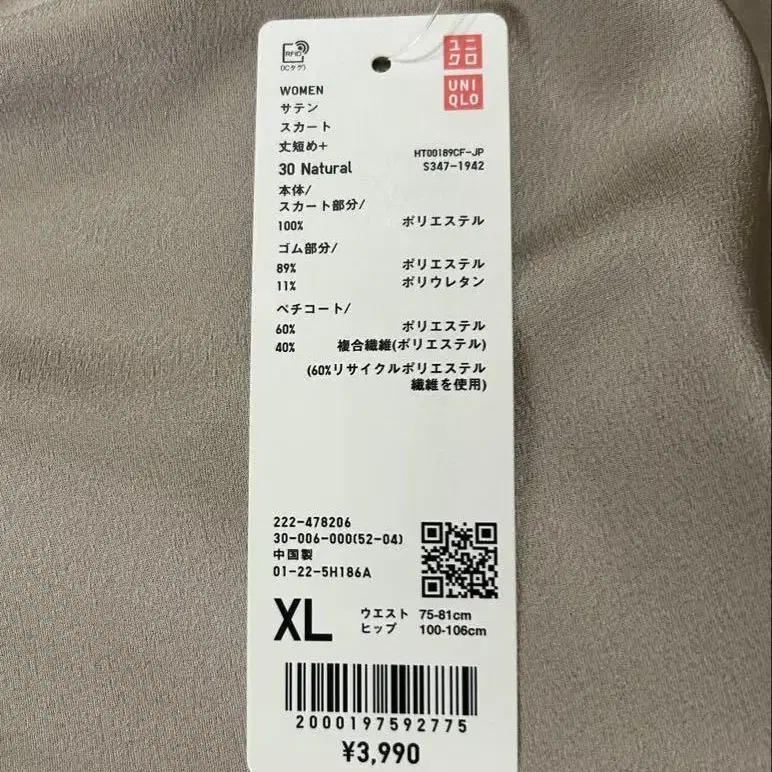 RFID
(ICタグ)
ユニ
クロ
UNI
QLO
WOMEN
サテン
スカート
丈短め+
HT00189CF-JP
30 Natural
S347-1942
本体/
スカート部分/
100% ポリエステル
ゴム部分/
89% ポリエステル
11% ポリウレタン
ペチコート/
60% ポリエステル
40% 複合繊維(ポリエステル)
(60%リサイクルポリエステル
繊維を使用)
222-478206
30-006-000(52-04)
中国製
01-22-5H186A
XL
ウエスト 75-81cm
ヒップ 100-106cm
2000197592775
¥3,990